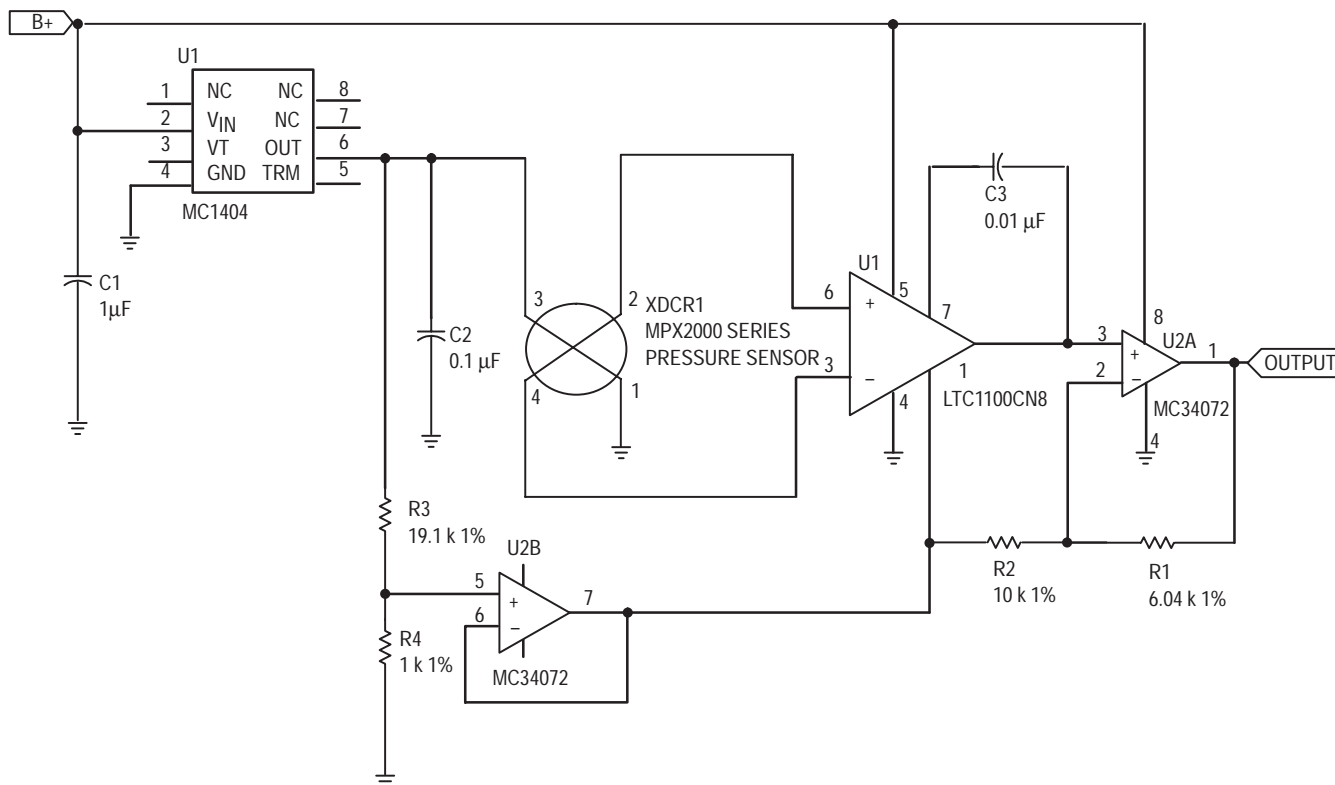 B+
U1
1 NC NC 8
2 VIN NC 7
3 VT OUT 6
4 GND TRM 5
MC1404
C1
1μF
C2
0.1 μF
3
2
4
1
XDCR1
MPX2000 SERIES
PRESSURE SENSOR
U1
6
+
5
7
3
−
4
1
LTC1100CN8
C3
0.01 μF
3
+
8
U2A
1
OUTPUT
2
−
MC34072
4
R3
19.1 k 1%
R4
1 k 1%
U2B
5
+
7
6
−
MC34072
R2
10 k 1%
R1
6.04 k 1%